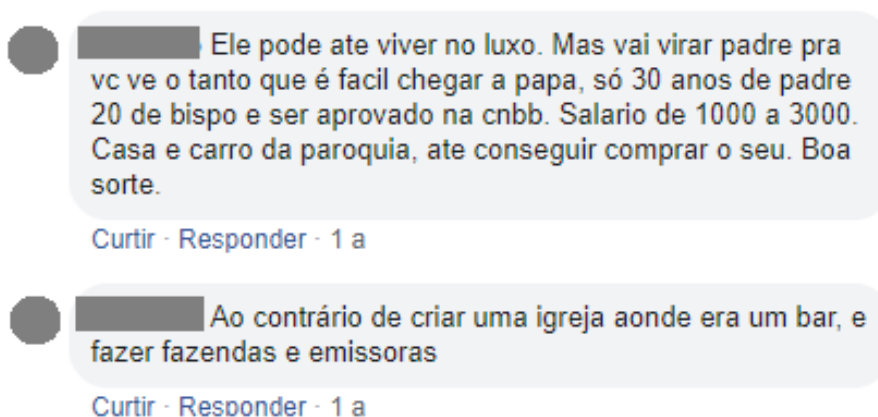 Ele pode ate viver no luxo. Mas vai virar padre pra
vc ve o tanto que é facil chegar a papa, só 30 anos de padre
20 de bispo e ser aprovado na cnbb. Salario de 1000 a 3000.
Casa e carro da paroquia, ate conseguir comprar o seu. Boa
sorte.
Curtir · Responder · 1 a
Ao contrário de criar uma igreja aonde era um bar, e
fazer fazendas e emissoras
Curtir · Responder · 1 a